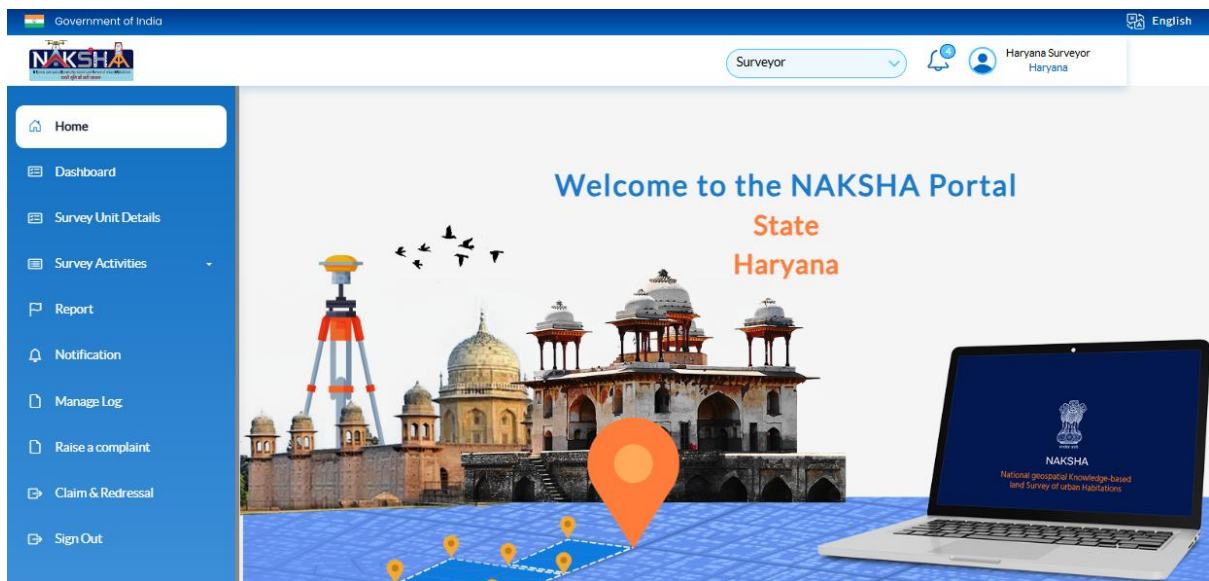 Government of India
English
NAKSHA
Surveyor
4
Haryana Surveyor
Haryana
Home
Dashboard
Survey Unit Details
Survey Activities
Report
Notification
Manage Log
Raise a complaint
Claim & Redressal
Sign Out
Welcome to the NAKSHA Portal
State
Haryana
NAKSHA
National geospatial Knowledge-based
land Survey of urban Habitations